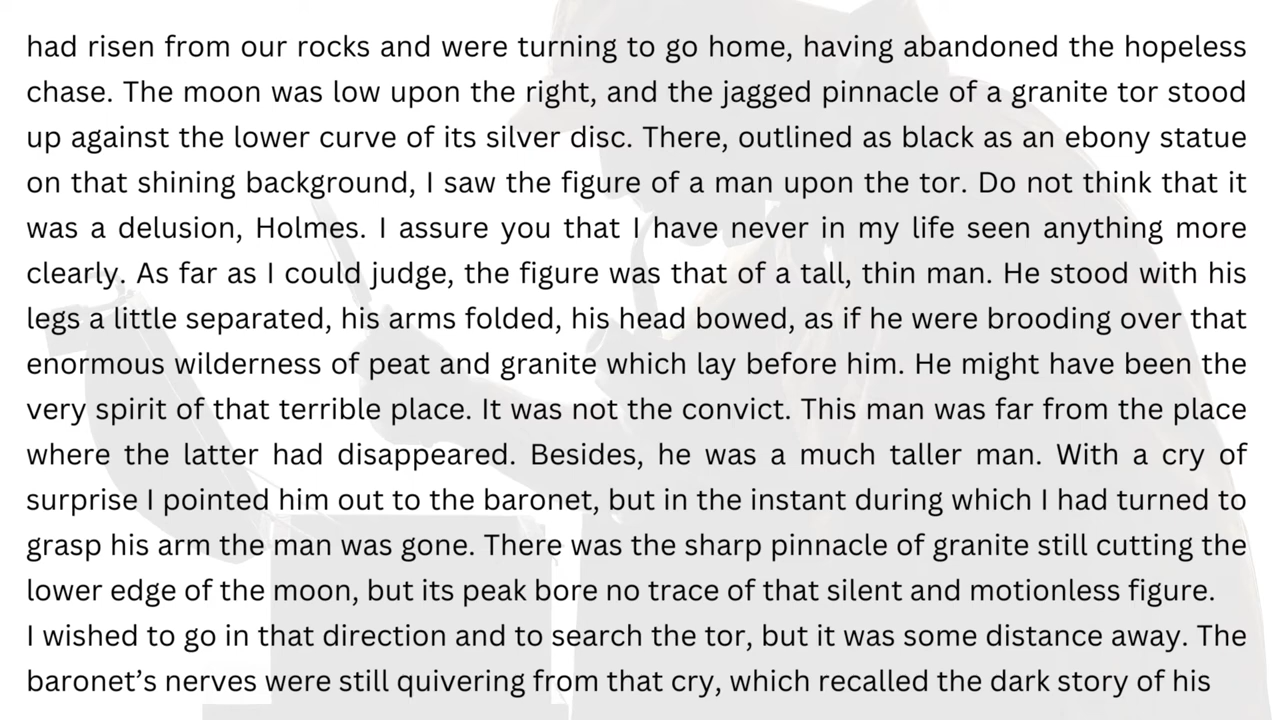 had risen from our rocks and were turning to go home, having abandoned the hopeless
chase. The moon was low upon the right, and the jagged pinnacle of a granite tor stood
up against the lower curve of its silver disc. There, outlined as black as an ebony statue
on that shining background, I saw the figure of a man upon the tor. Do not think that it
was a delusion, Holmes. I assure you that I have never in my life seen anything more
clearly. As far as I could judge, the figure was that of a tall, thin man. He stood with his
legs a little separated, his arms folded, his head bowed, as if he were brooding over that
enormous wilderness of peat and granite which lay before him. He might have been the
very spirit of that terrible place. It was not the convict. This man was far from the place
where the latter had disappeared. Besides, he was a much taller man. With a cry of
surprise I pointed him out to the baronet, but in the instant during which I had turned to
grasp his arm the man was gone. There was the sharp pinnacle of granite still cutting the
lower edge of the moon, but its peak bore no trace of that silent and motionless figure.
I wished to go in that direction and to search the tor, but it was some distance away. The
baronet’s nerves were still quivering from that cry, which recalled the dark story of his